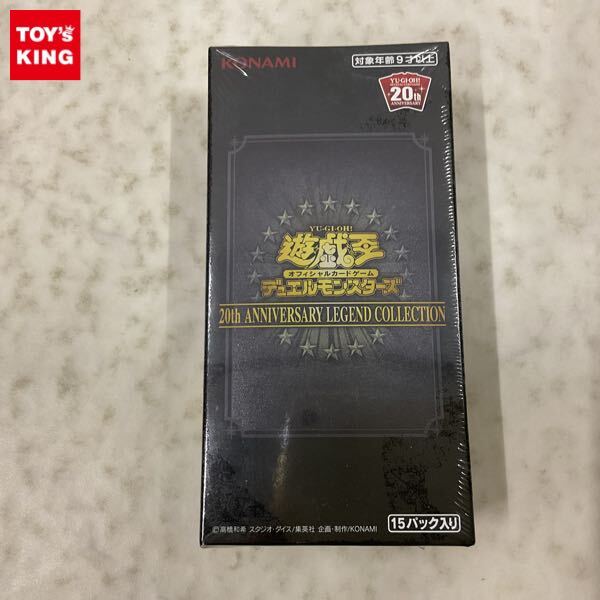 TOY's
KING
KONAMI
対象年齢9才以上
YU-GI-OH!
20th
ANNIVERSARY
YU-GI-OH!
遊戯王
オフィシャルカードゲーム
デュエルモンスターズ
20th ANNIVERSARY LEGEND COLLECTION
©高橋和希 スタジオ・ダイス/集英社 企画・制作/KONAMI
15パック入り